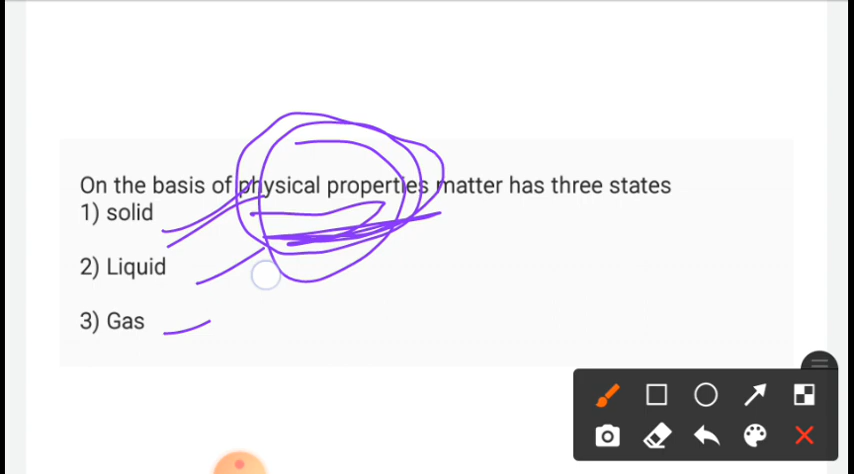 On the basis of physical properties matter has three states
1) solid
2) Liquid
3) Gas